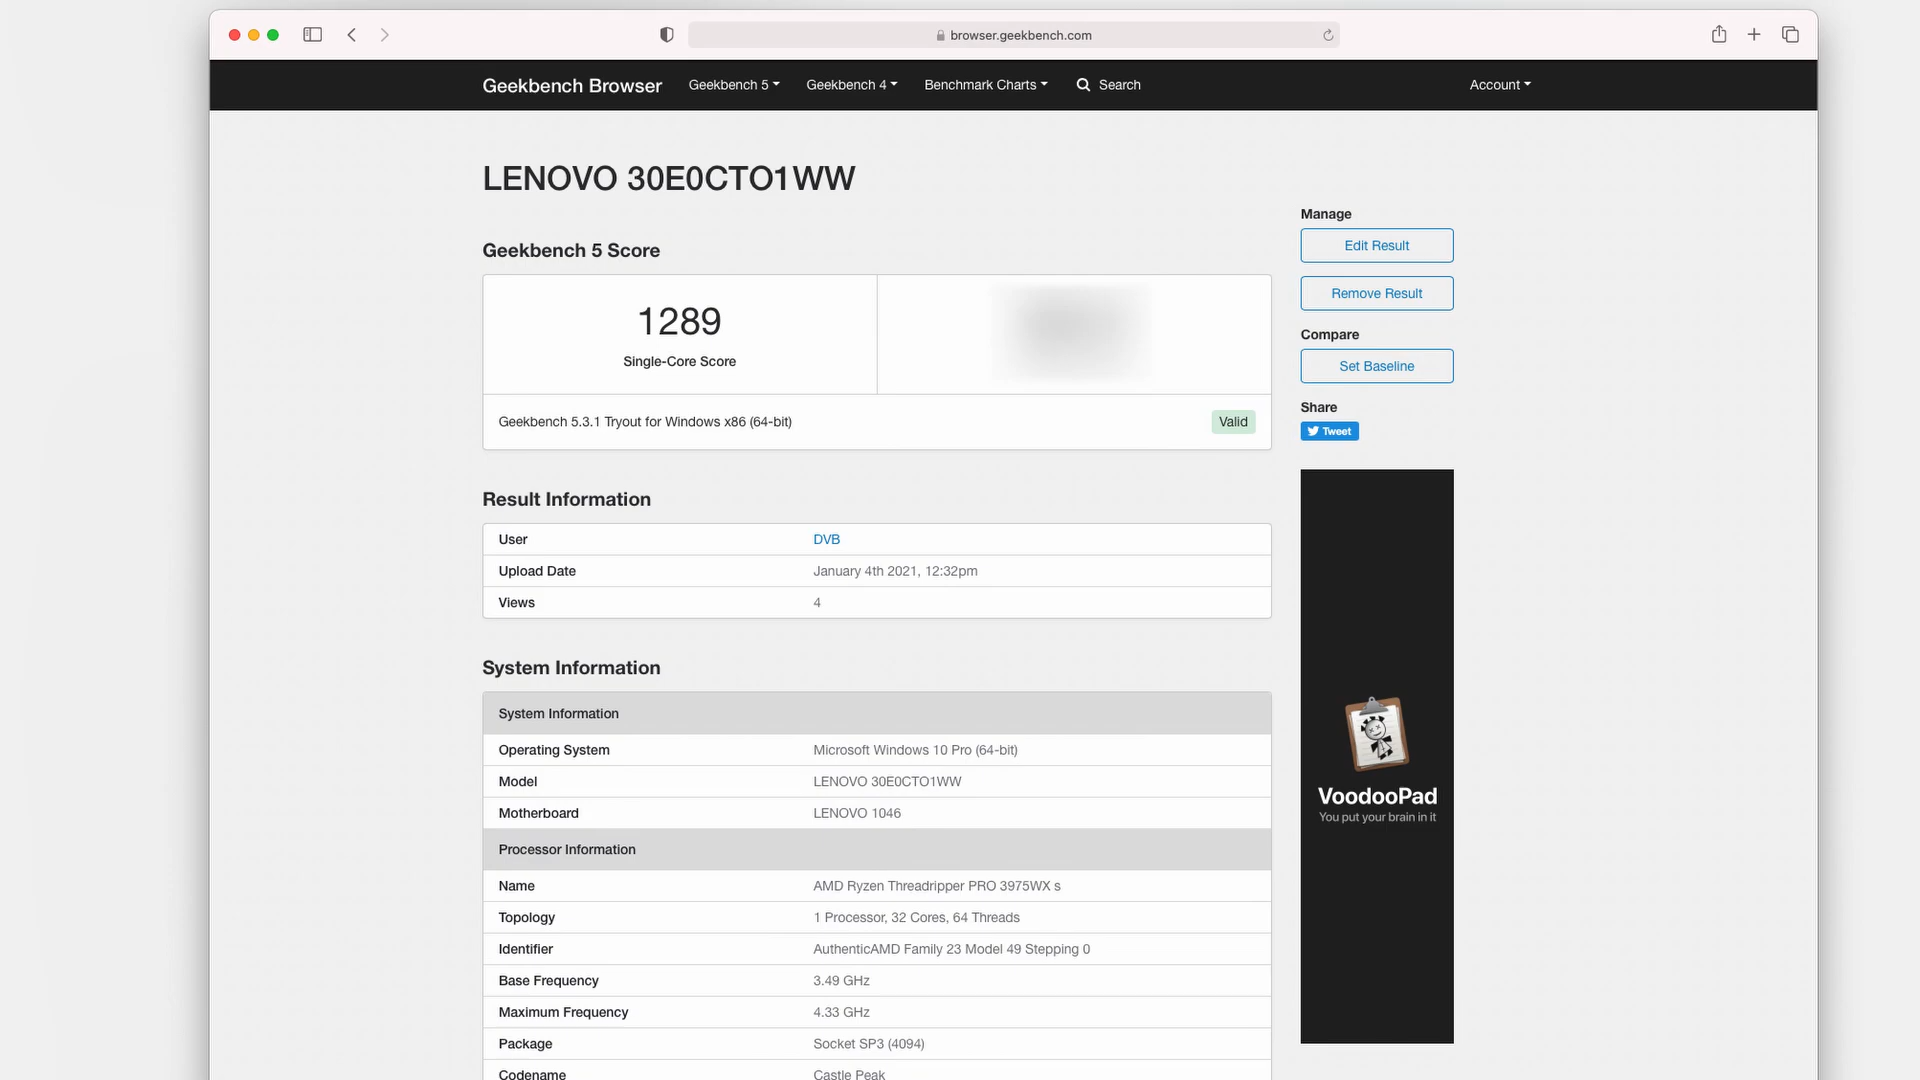 browser.geekbench.com
Geekbench Browser Geekbench 5 Geekbench 4 Benchmark Charts Search Account
LENOVO 30E0CTO1WW
Geekbench 5 Score
1289
Single-Core Score
Geekbench 5.3.1 Tryout for Windows x86 (64-bit) Valid
Result Information
User DVB
Upload Date January 4th 2021, 12:32pm
Views 4
System Information
System Information
Operating System Microsoft Windows 10 Pro (64-bit)
Model LENOVO 30E0CTO1WW
Motherboard LENOVO 1046
Processor Information
Name AMD Ryzen Threadripper PRO 3975WX s
Topology 1 Processor, 32 Cores, 64 Threads
Identifier AuthenticAMD Family 23 Model 49 Stepping 0
Base Frequency 3.49 GHz
Maximum Frequency 4.33 GHz
Package Socket SP3 (4094)
Codename Castle Peak
Manage
Edit Result
Remove Result
Compare
Set Baseline
Share
Tweet
VoodooPad
You put your brain in it